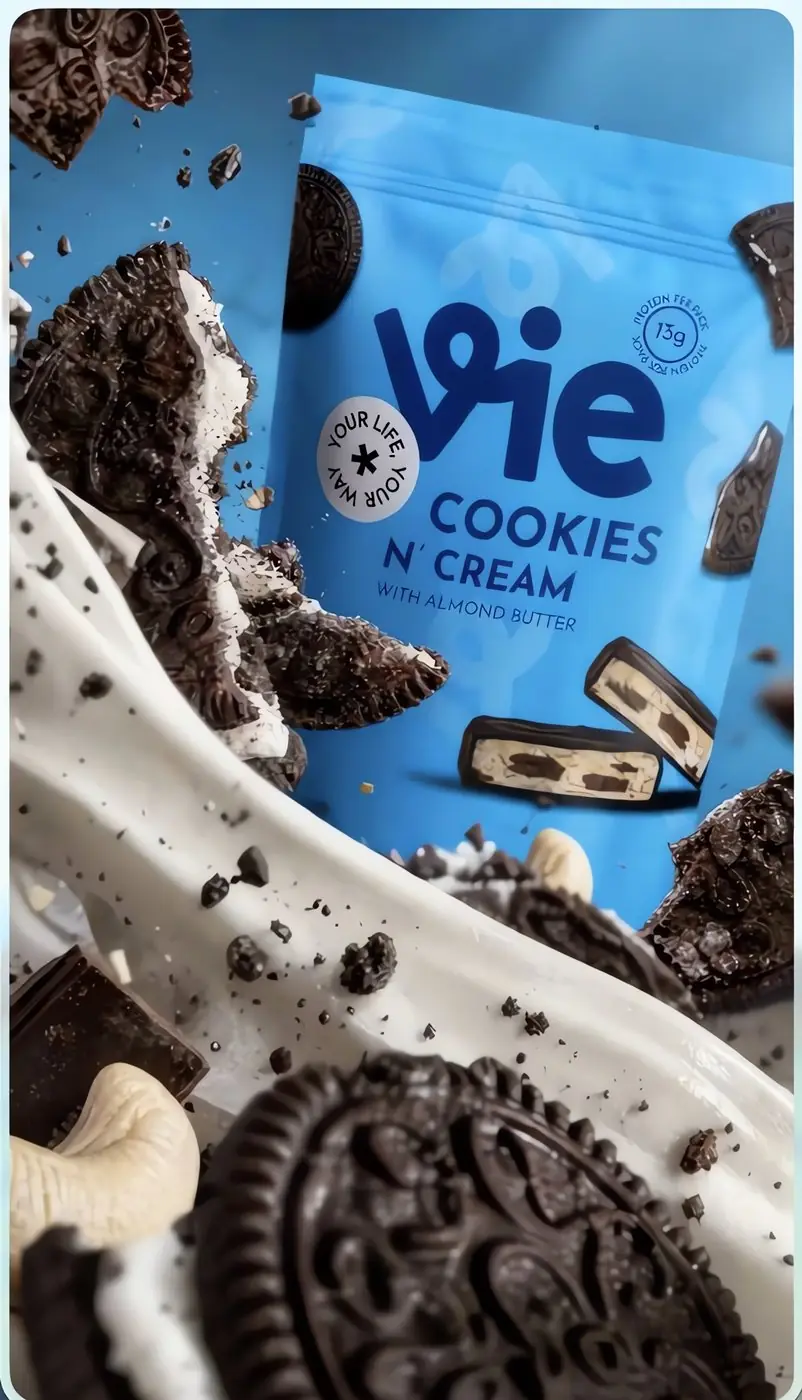 vie
13g
YOUR LIFE,
YOUR WAY
COOKIES
N' CREAM
WITH ALMOND BUTTER